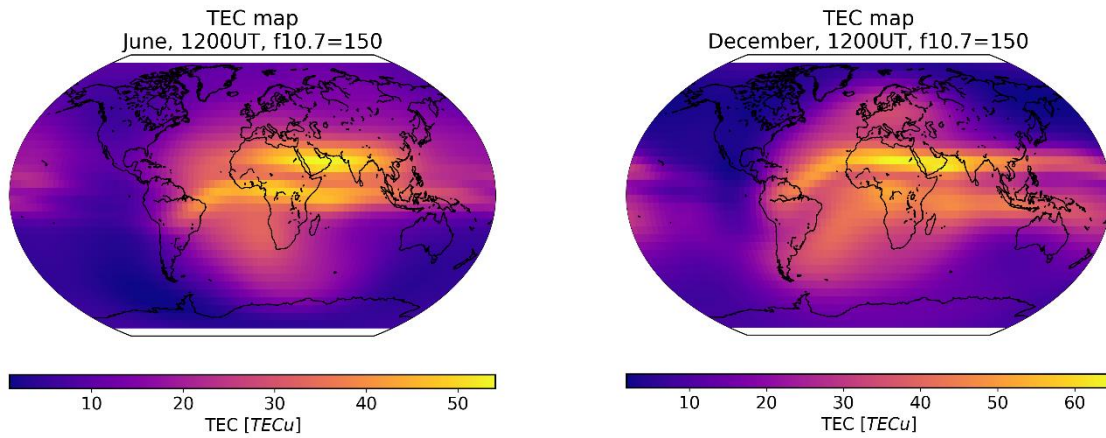 TEC map
June, 1200UT, f10.7=150
10 20 30 40 50
TEC [TECu]
TEC map
December, 1200UT, f10.7=150
10 20 30 40 50 60
TEC [TECu]